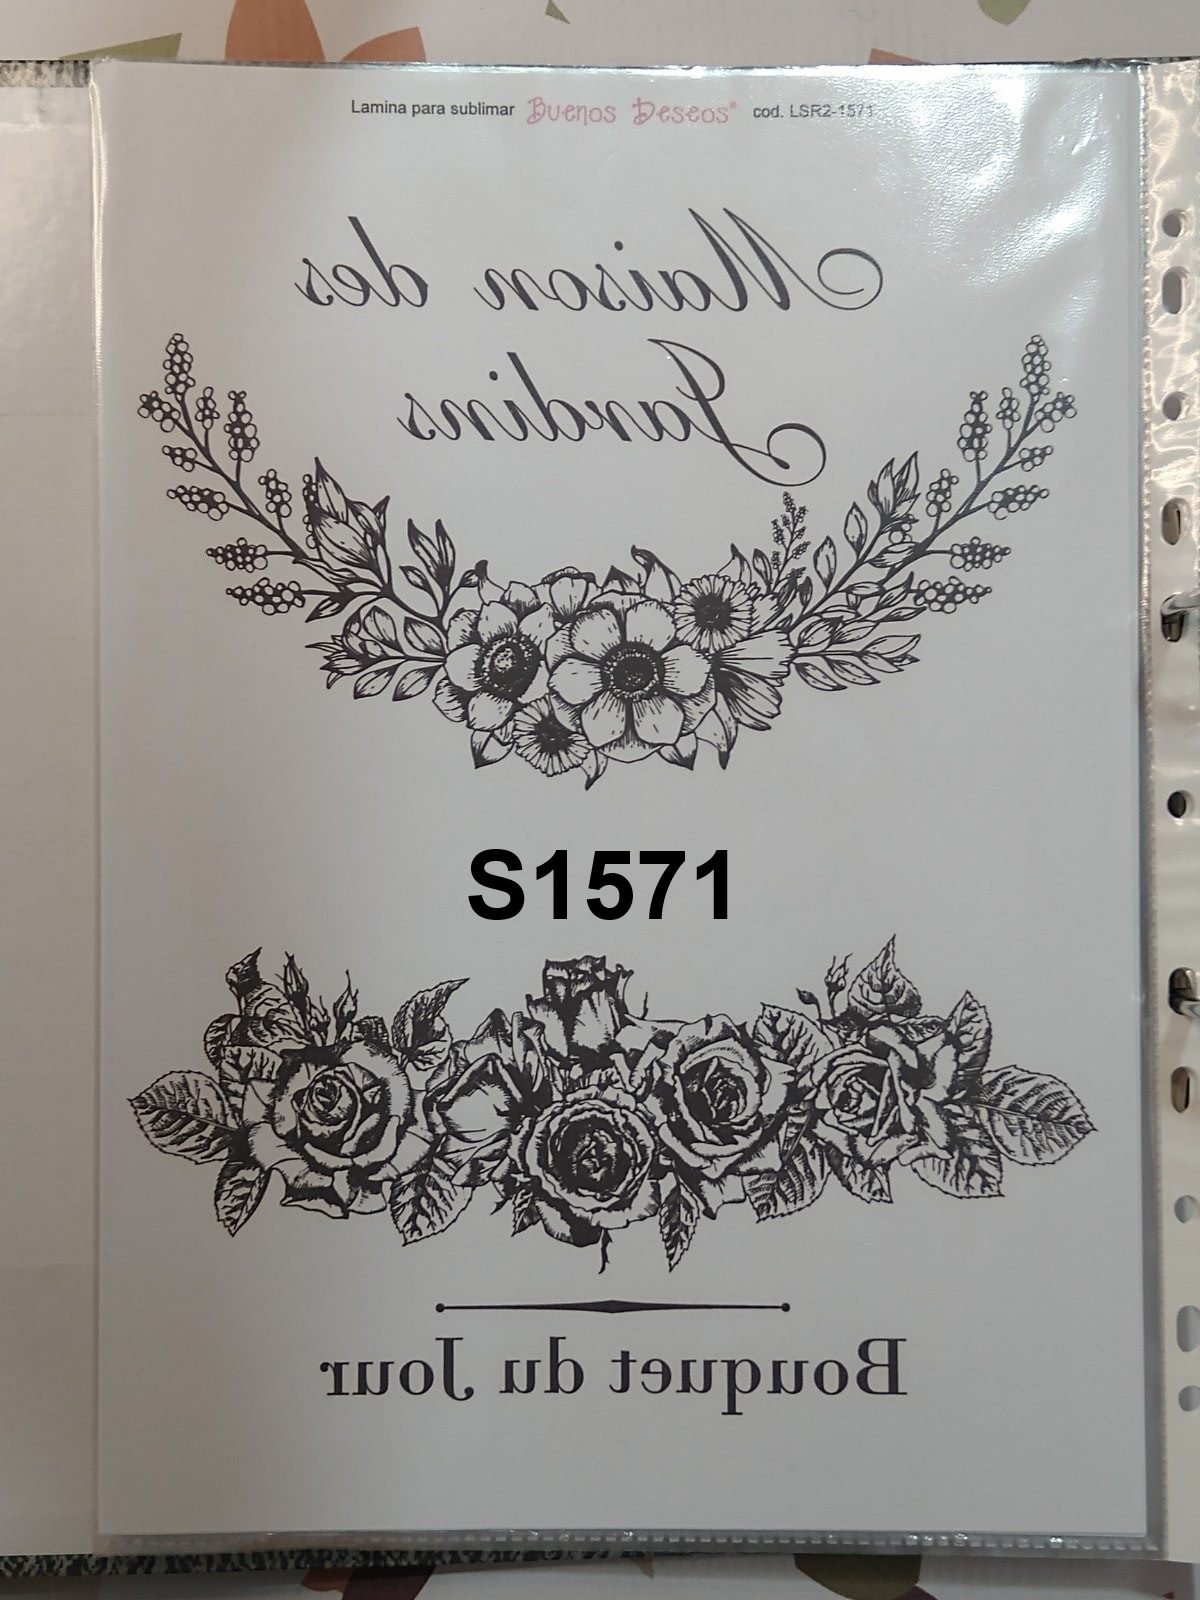 Lamina para sublimar Buenos Deseos® cod. LSR2-1571
Maison des
Jardins
S1571
Bouquet du Jour